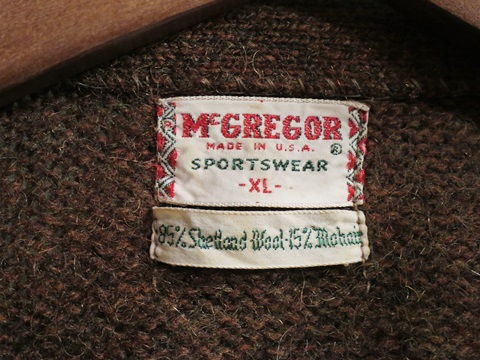 McGREGOR
MADE IN U.S.A. ®
SPORTSWEAR
-XL-
85% Shetland Wool-15% Mohair